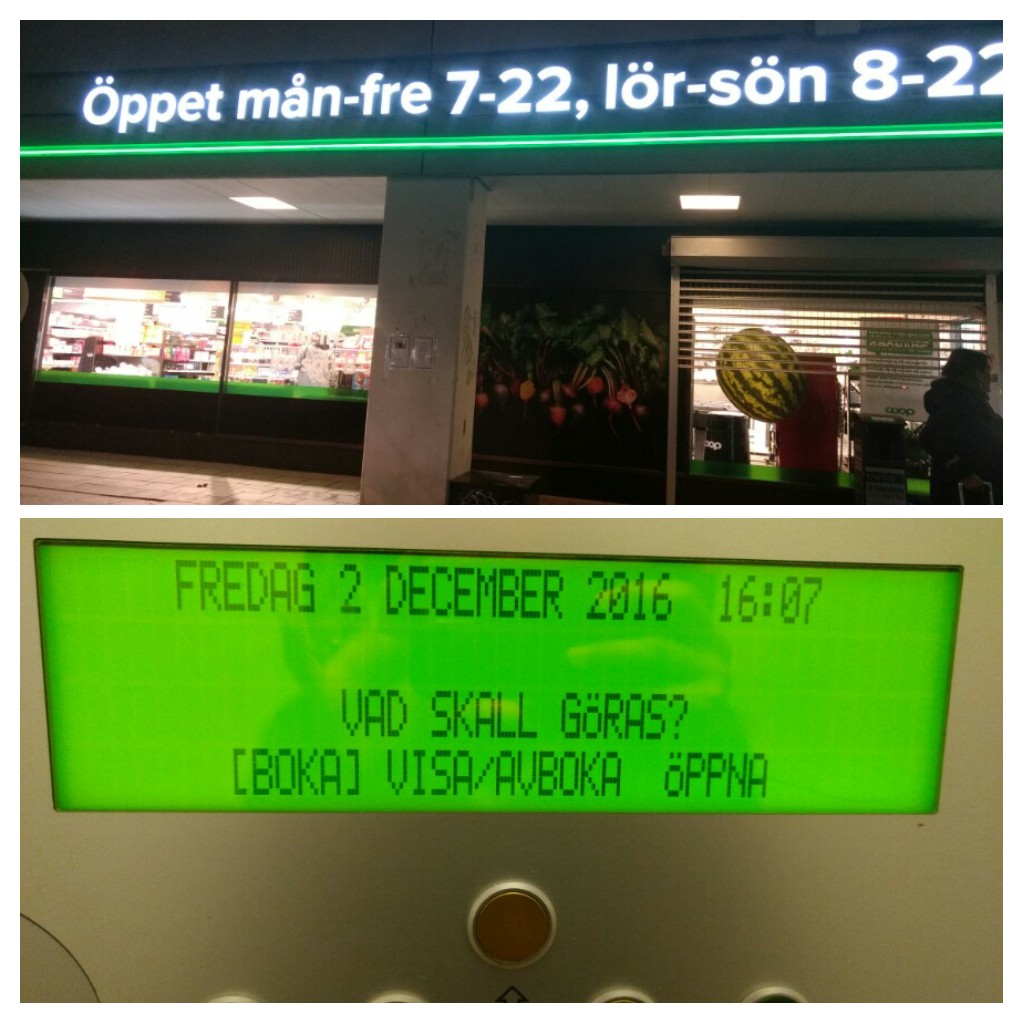 Öppet mån-fre 7-22, lör-sön 8-22
coop
coop
FREDAG 2 DECEMBER 2016 16:07
VAD SKALL GÖRAS?
[BOKA] VISA/AVBOKA ÖPPNA